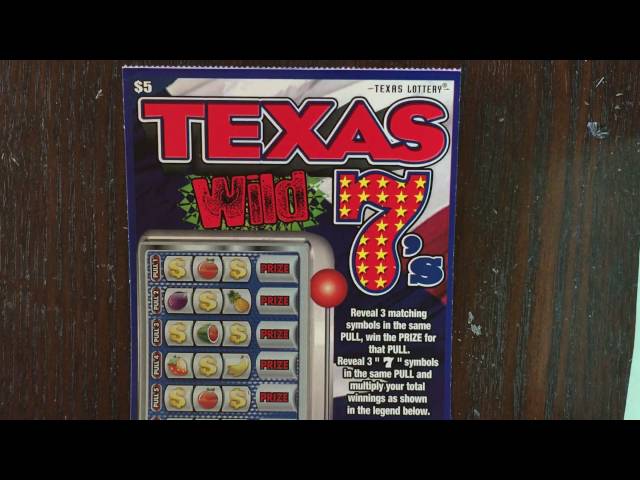 $5
TEXAS LOTTERY®
TEXAS
Wild
7's
PULL 1 PRIZE
PULL 2 PRIZE
PULL 3 PRIZE
PULL 4 PRIZE
PULL 5 PRIZE
Reveal 3 matching
symbols in the same
PULL, win the PRIZE for
that PULL.
Reveal 3 " 7 " symbols
in the same PULL and
multiply your total
winnings as shown
in the legend below.